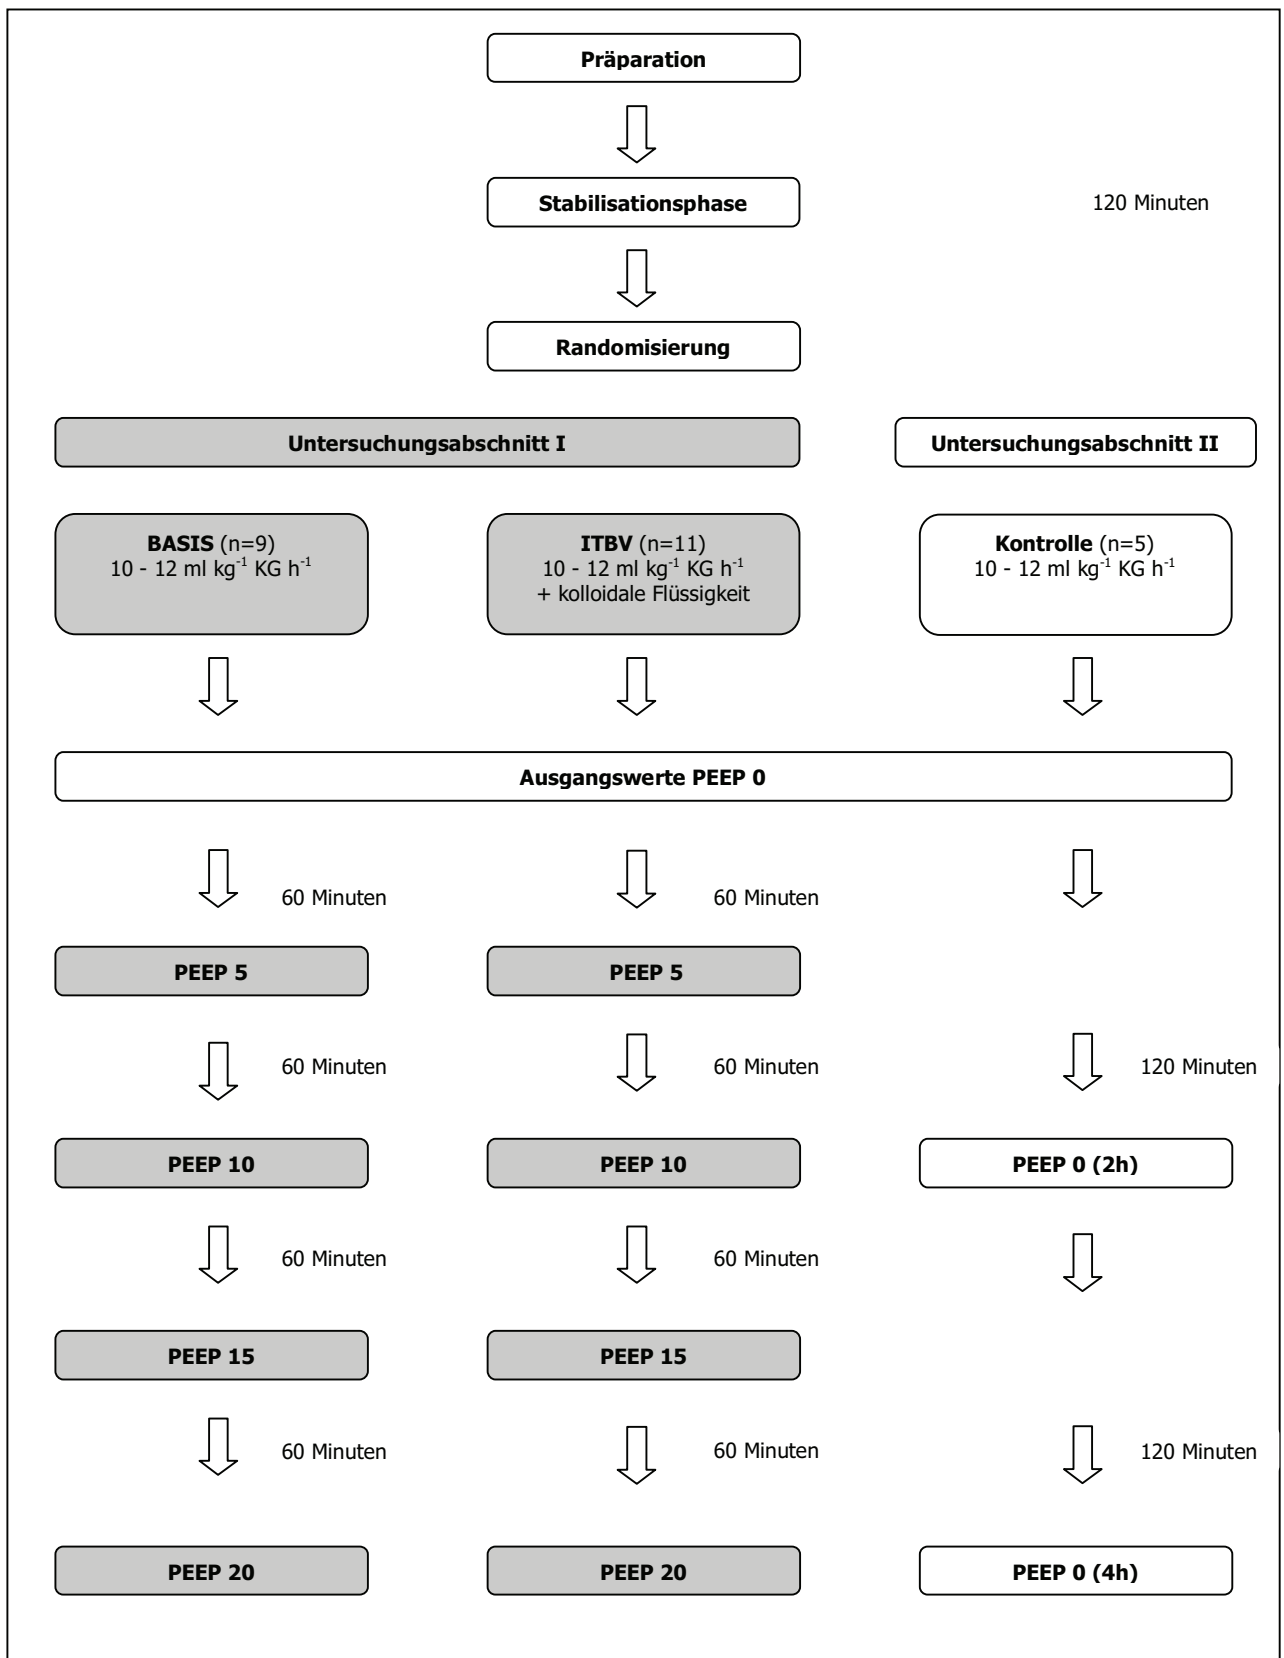 Präparation
Stabilisationsphase
120 Minuten
Randomisierung
Untersuchungsabschnitt I
Untersuchungsabschnitt II
BASIS (n=9)
10 - 12 ml kg⁻¹ KG h⁻¹
ITBV (n=11)
10 - 12 ml kg⁻¹ KG h⁻¹
+ kolloidale Flüssigkeit
Kontrolle (n=5)
10 - 12 ml kg⁻¹ KG h⁻¹
Ausgangswerte PEEP 0
60 Minuten
60 Minuten
PEEP 5
PEEP 5
60 Minuten
60 Minuten
120 Minuten
PEEP 10
PEEP 10
PEEP 0 (2h)
60 Minuten
60 Minuten
PEEP 15
PEEP 15
60 Minuten
60 Minuten
120 Minuten
PEEP 20
PEEP 20
PEEP 0 (4h)